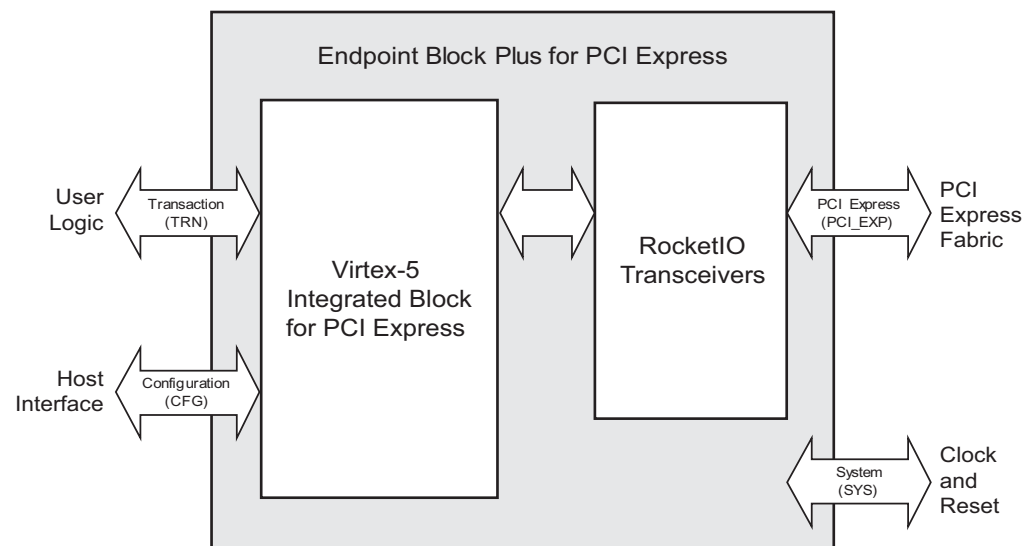 Endpoint Block Plus for PCI Express
User
Logic
Transaction
(TRN)
Virtex-5
Integrated Block
for PCI Express
RocketIO
Transceivers
PCI Express
(PCI_EXP)
PCI
Express
Fabric
Host
Interface
Configuration
(CFG)
System
(SYS)
Clock
and
Reset